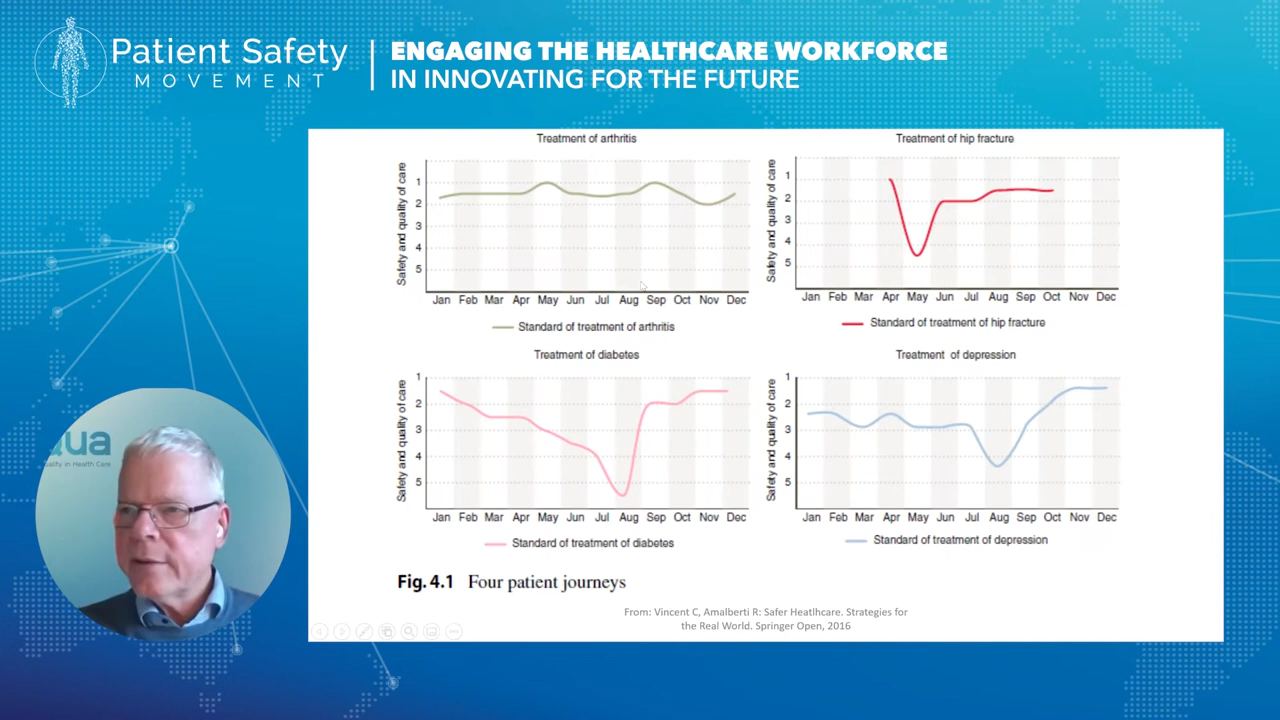 Patient Safety
MOVEMENT
ENGAGING THE HEALTHCARE WORKFORCE
IN INNOVATING FOR THE FUTURE
Treatment of arthritis
Safety and quality of care
1
2
3
4
5
Jan Feb Mar Apr May Jun Jul Aug Sep Oct Nov Dec
Standard of treatment of arthritis
Treatment of hip fracture
Safety and quality of care
1
2
3
4
5
Jan Feb Mar Apr May Jun Jul Aug Sep Oct Nov Dec
Standard of treatment of hip fracture
Treatment of diabetes
Safety and quality of care
1
2
3
4
5
Jan Feb Mar Apr May Jun Jul Aug Sep Oct Nov Dec
Standard of treatment of diabetes
Treatment of depression
Safety and quality of care
1
2
3
4
5
Jan Feb Mar Apr May Jun Jul Aug Sep Oct Nov Dec
Standard of treatment of depression
Fig. 4.1 Four patient journeys
From: Vincent C, Amalberti R: Safer Heatlhcare. Strategies for
the Real World. Springer Open, 2016
qua
ality in Health Care